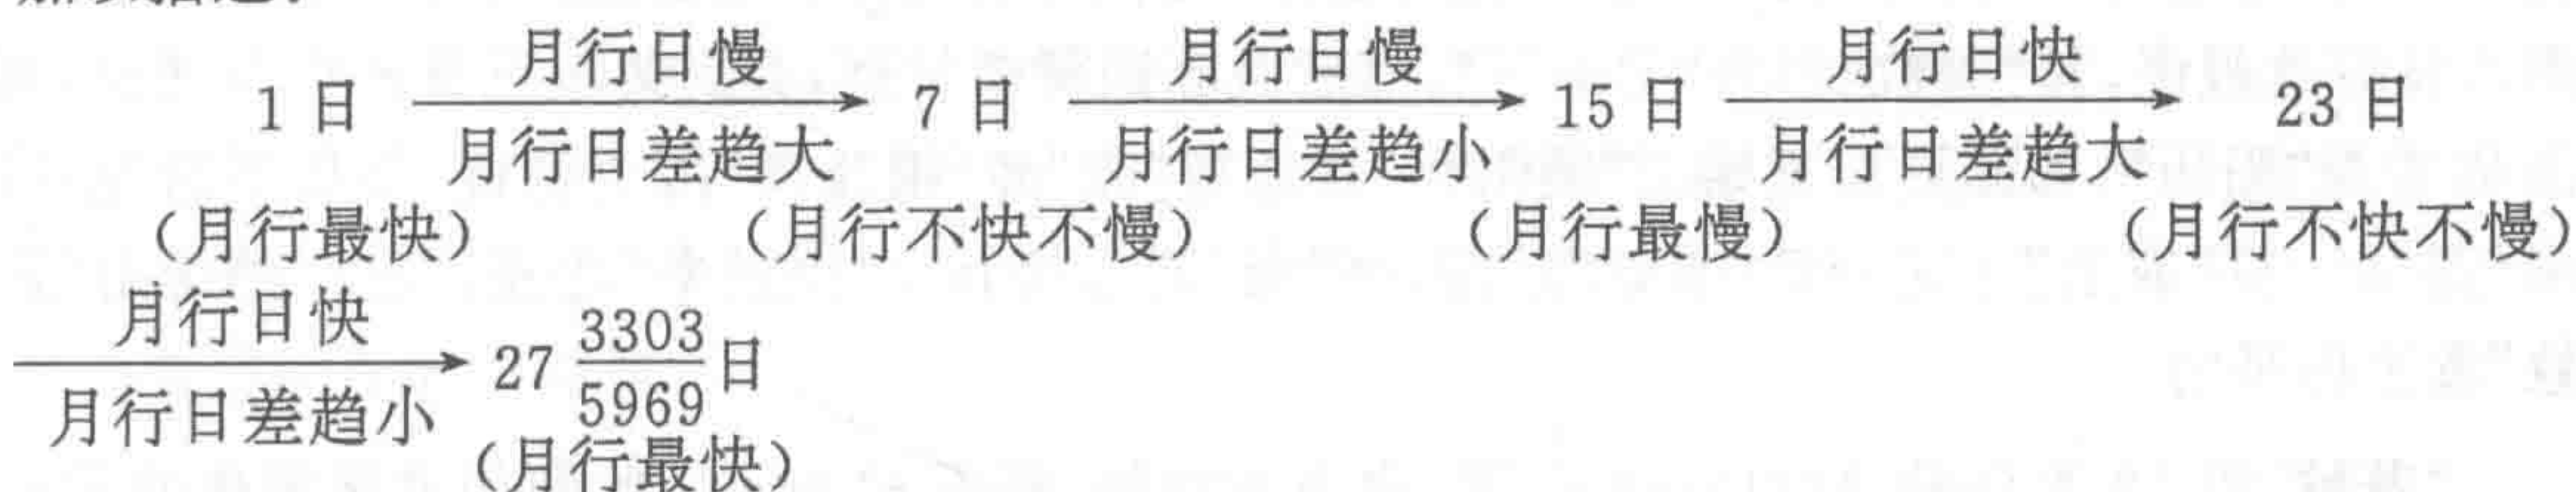 月行日慢 月行日慢 月行日快
1 日 → 7 日 → 15 日 → 23 日
月行日差趋大 月行日差趋小 月行日差趋大
(月行最快) (月行不快不慢) (月行最慢) (月行不快不慢)
月行日快
→ 27 3303/5969 日
月行日差趋小
(月行最快)